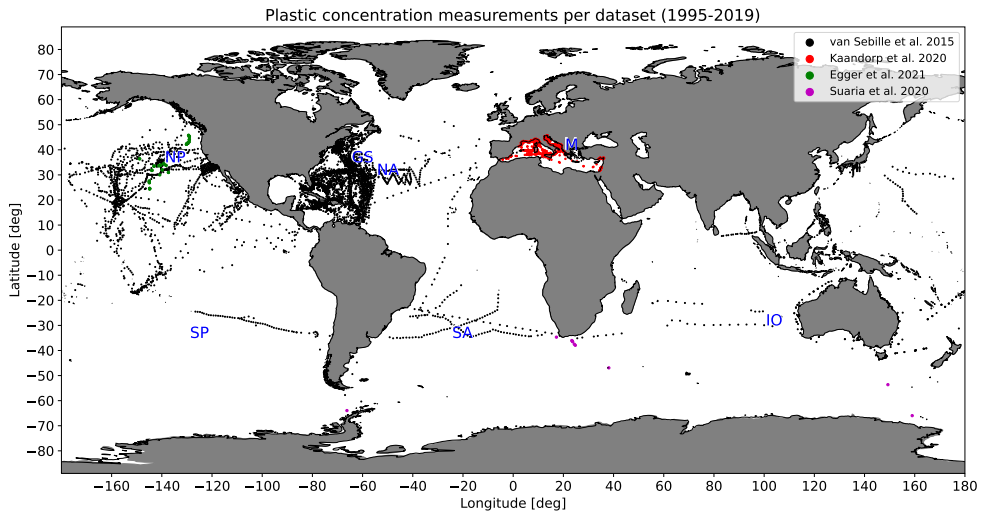 Plastic concentration measurements per dataset (1995-2019)
van Sebille et al. 2015
Kaandorp et al. 2020
Egger et al. 2021
Suaria et al. 2020
Latitude [deg]
80
70
60
50
40
30
20
10
0
−10
−20
−30
−40
−50
−60
−70
−80
NP
GS
NA
M
SP
SA
IO
−160 −140 −120 −100 −80 −60 −40 −20 0 20 40 60 80 100 120 140 160 180
Longitude [deg]